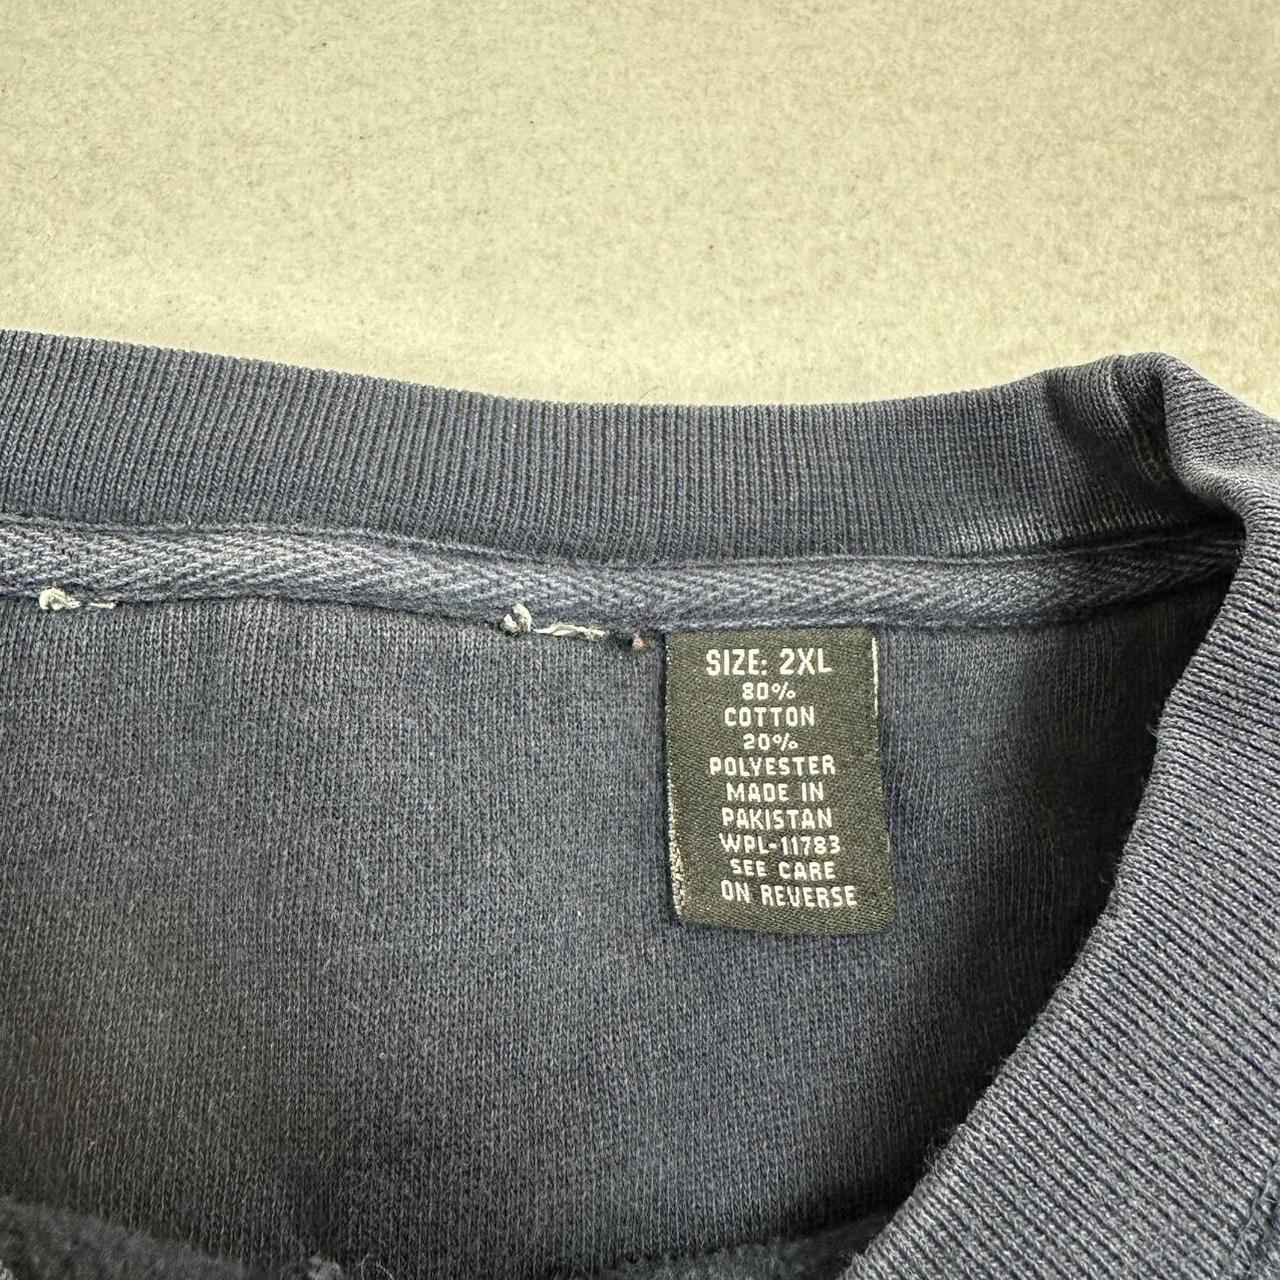 SIZE: 2XL
80%
COTTON
20%
POLYESTER
MADE IN
PAKISTAN
WPL-11783
SEE CARE
ON REVERSE